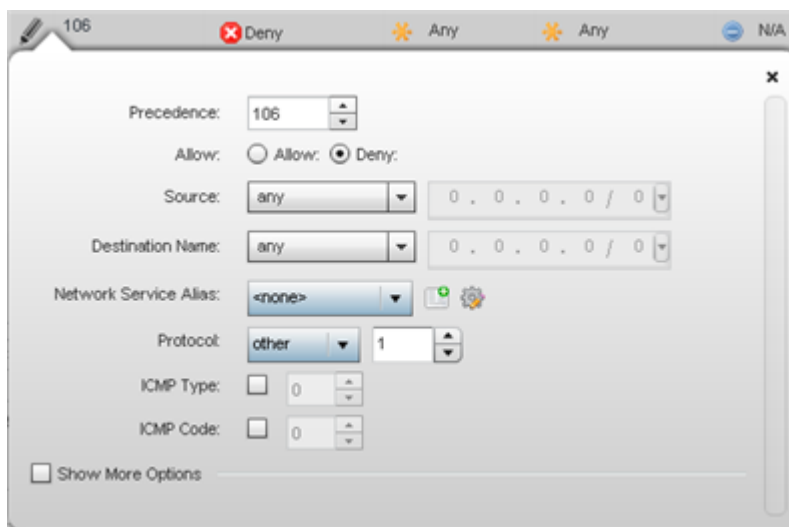 106 Deny Any Any N/A
Precedence: 106
Allow: Allow: Deny:
Source: any 0 . 0 . 0 . 0 / 0
Destination Name: any 0 . 0 . 0 . 0 / 0
Network Service Alias: <none>
Protocol: other 1
ICMP Type: 0
ICMP Code: 0
Show More Options